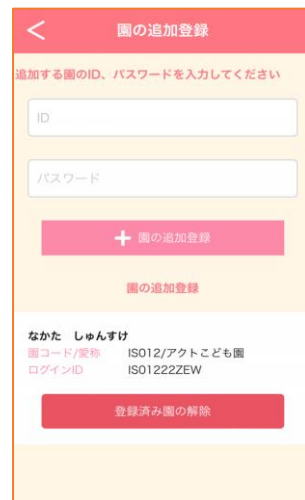 園の追加登録
追加する園のID、パスワードを入力してください
ID
パスワード
+ 園の追加登録
園の追加登録
なかた しゅんすけ
園コード/愛称 IS012/アクトこども園
ログインID IS01222ZEW
登録済み園の解除